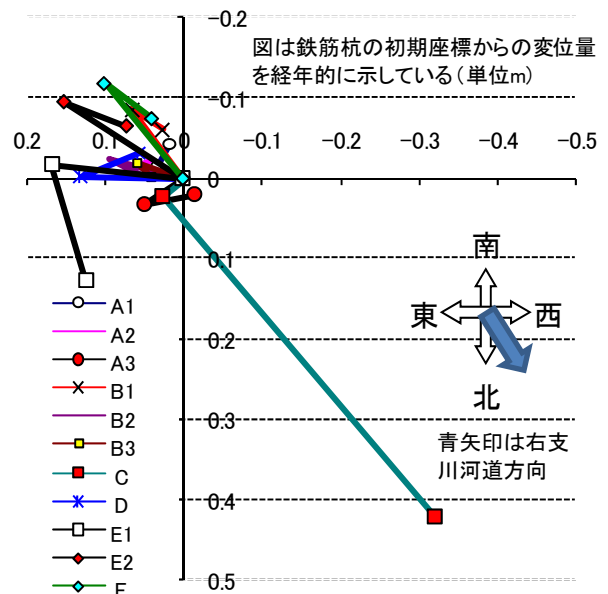 -0.2
図は鉄筋杭の初期座標からの変位量
を経年的に示している（単位m）
-0.1
0.2
0.1
0.0
-0.1
-0.2
-0.3
-0.4
-0.5
0
0.1
南
東
西
0.2
北
0.3
青矢印は右支
川河道方向
0.4
0.5
A1
A2
A3
B1
B2
B3
C
D
E1
E2